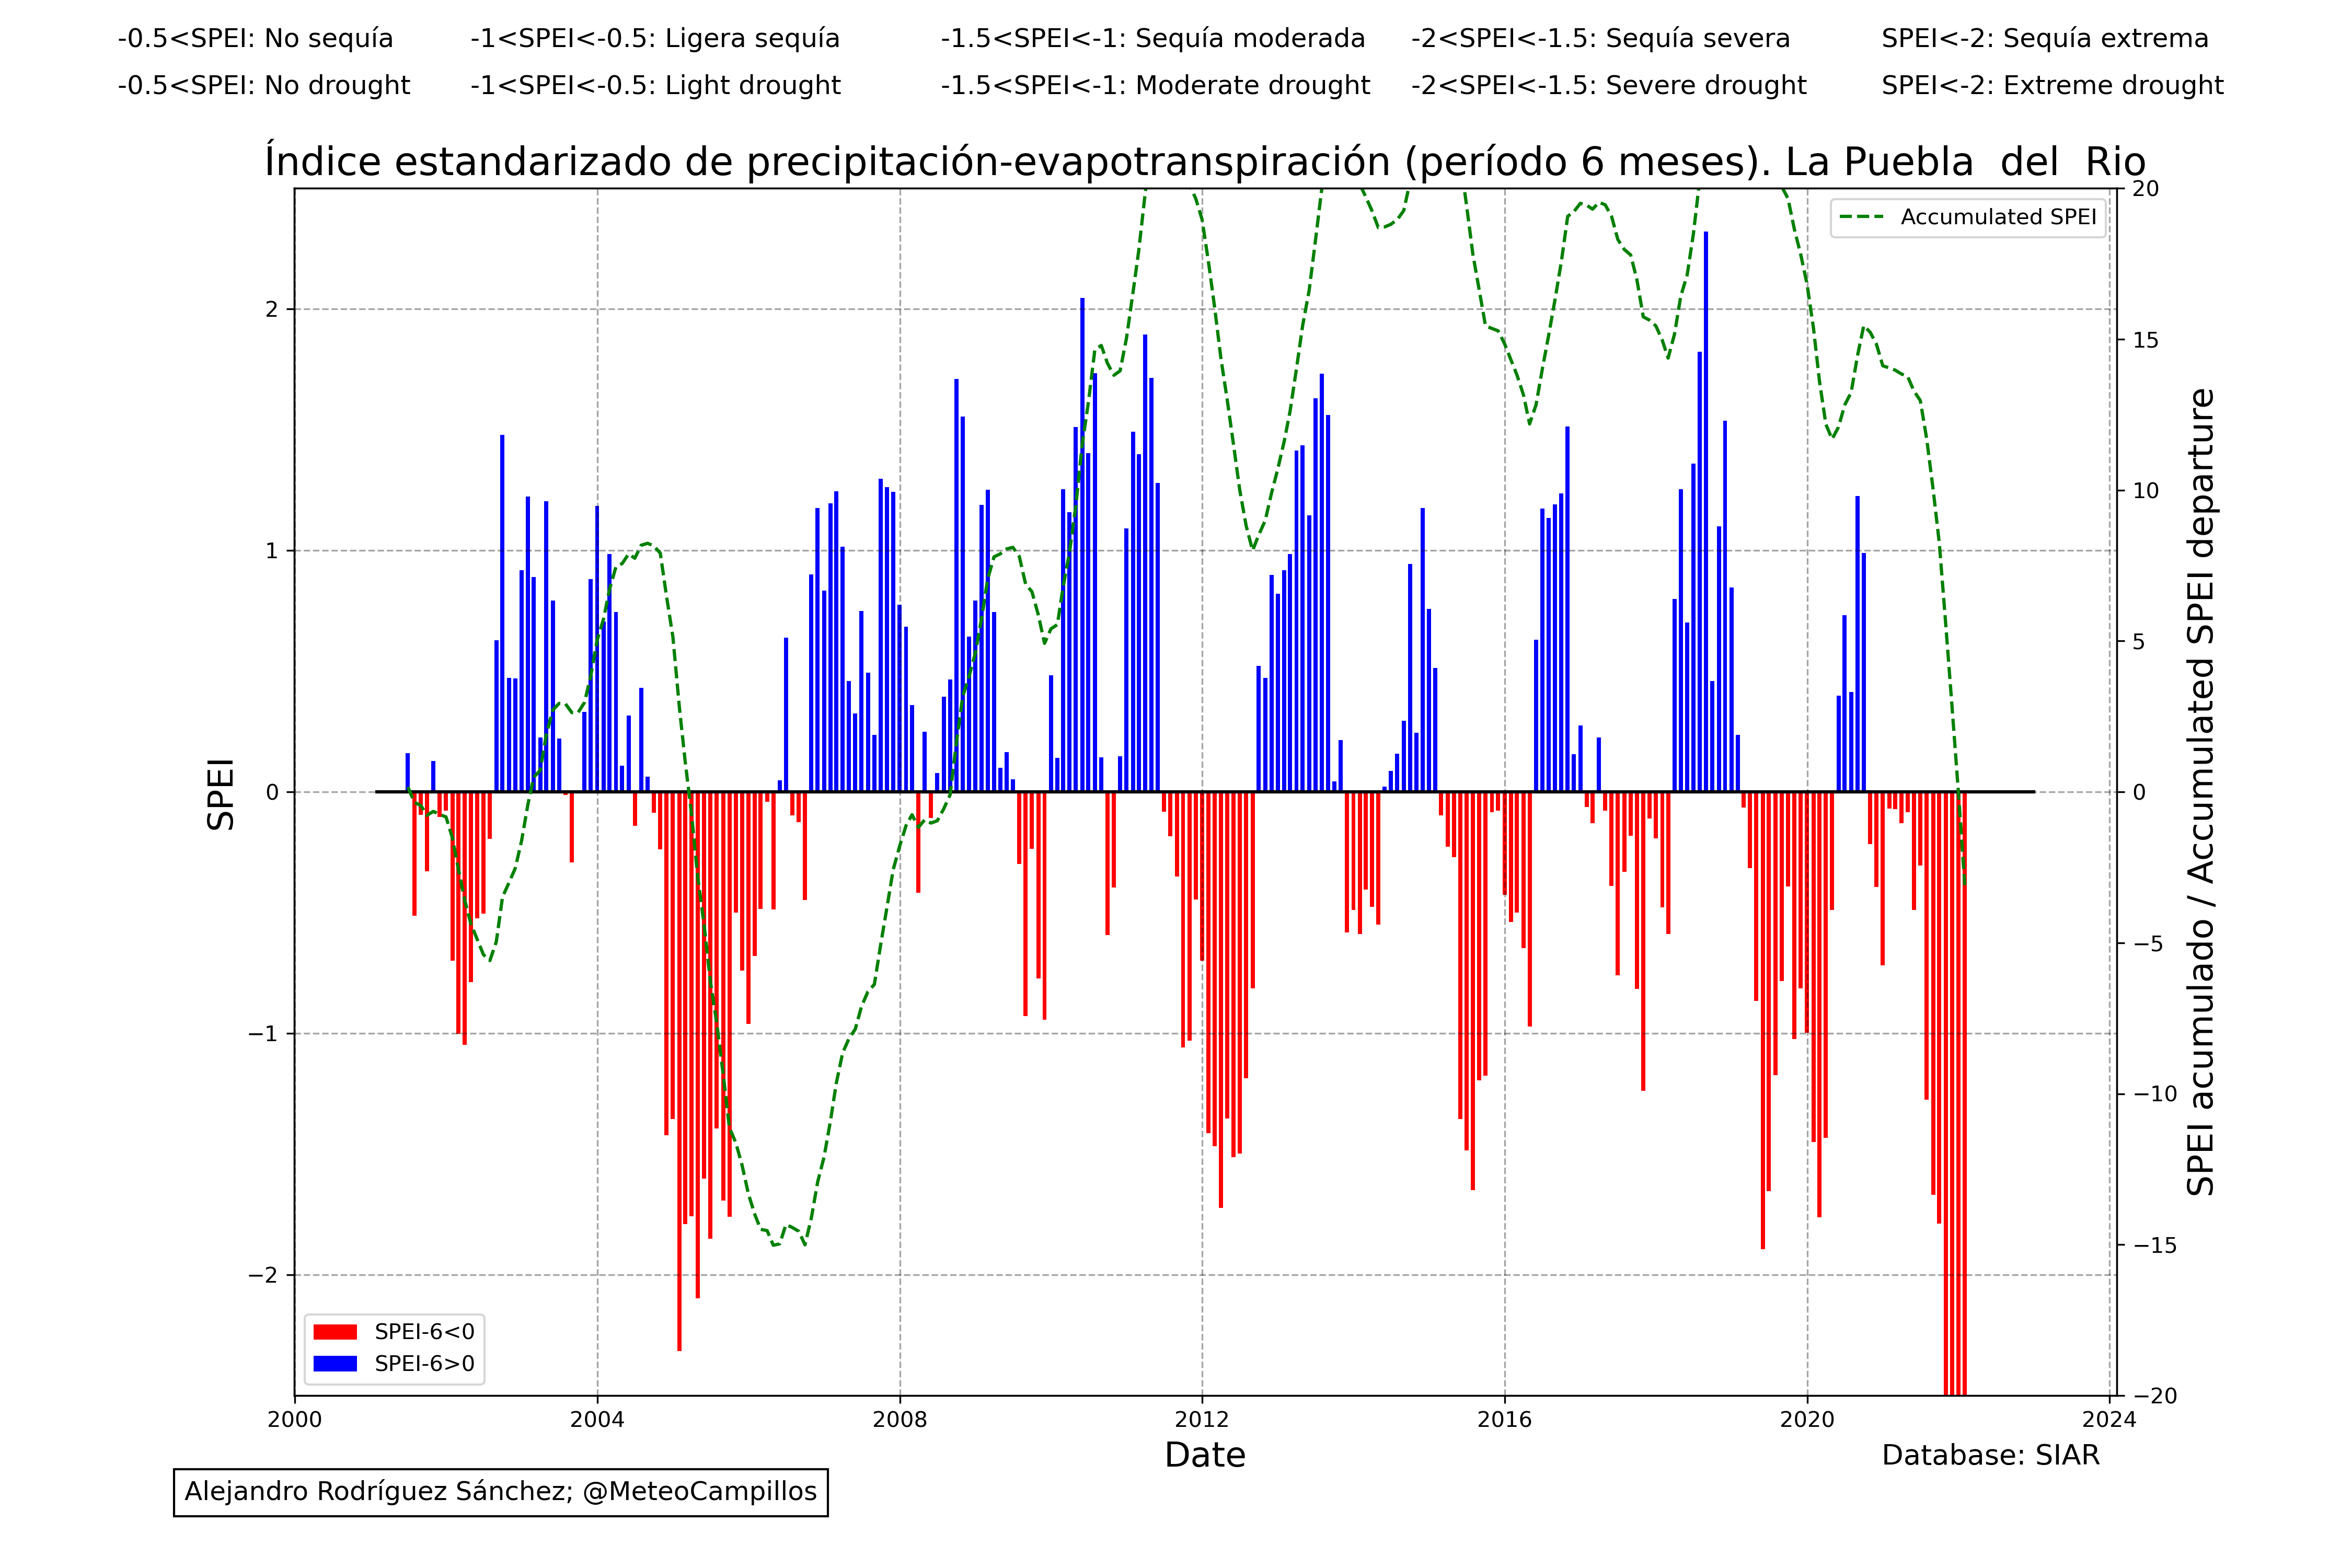 -0.5<SPEI: No sequía -1<SPEI<-0.5: Ligera sequía -1.5<SPEI<-1: Sequía moderada -2<SPEI<-1.5: Sequía severa SPEI<-2: Sequía extrema
-0.5<SPEI: No drought -1<SPEI<-0.5: Light drought -1.5<SPEI<-1: Moderate drought -2<SPEI<-1.5: Severe drought SPEI<-2: Extreme drought
Índice estandarizado de precipitación-evapotranspiración (período 6 meses). La Puebla  del  Rio
Accumulated SPEI
2
1
0
−1
−2
SPEI
20
15
10
5
0
−5
−10
−15
−20
SPEI acumulado / Accumulated SPEI departure
SPEI-6<0
SPEI-6>0
2000 2004 2008 2012 2016 2020 2024
Date
Database: SIAR
Alejandro Rodríguez Sánchez; @MeteoCampillos